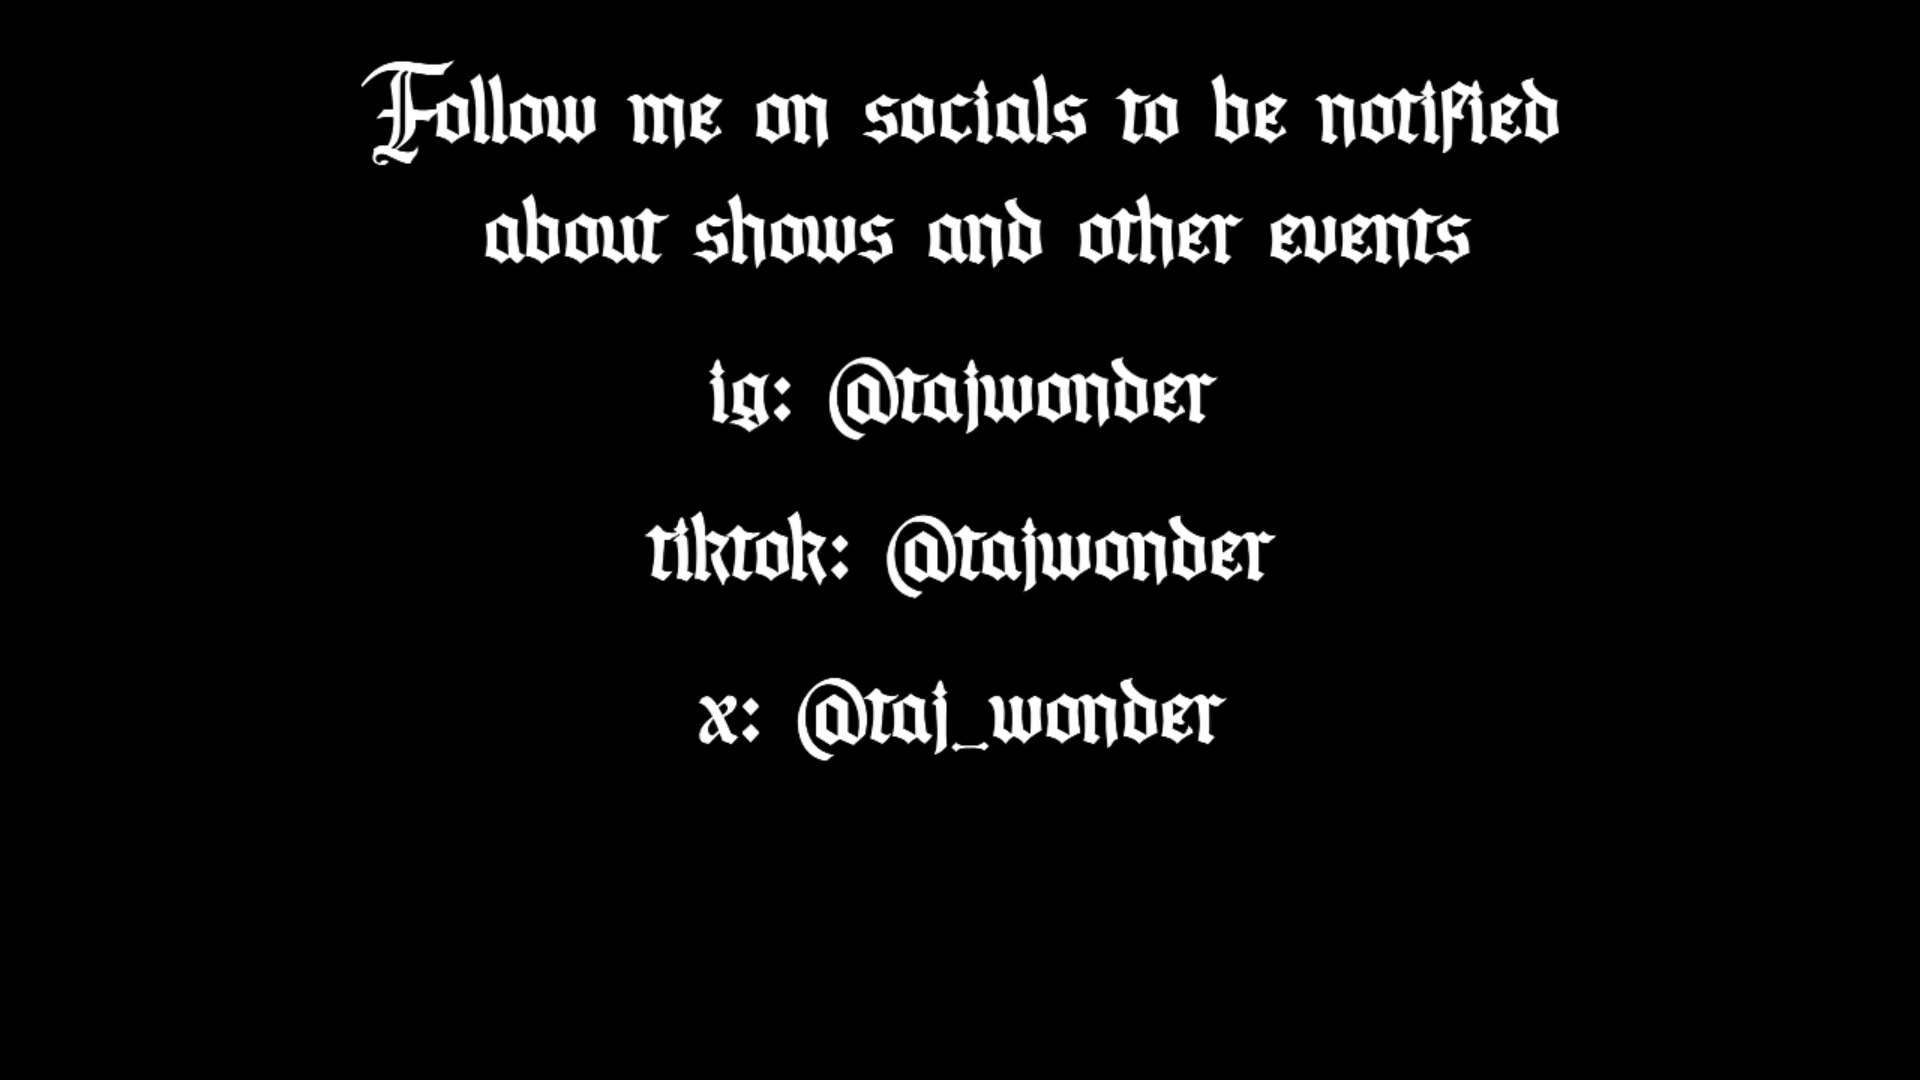 Follow me on socials to be notified
about shows and other events
ig: @tajwonder
tiktok: @tajwonder
x: @taj_wonder